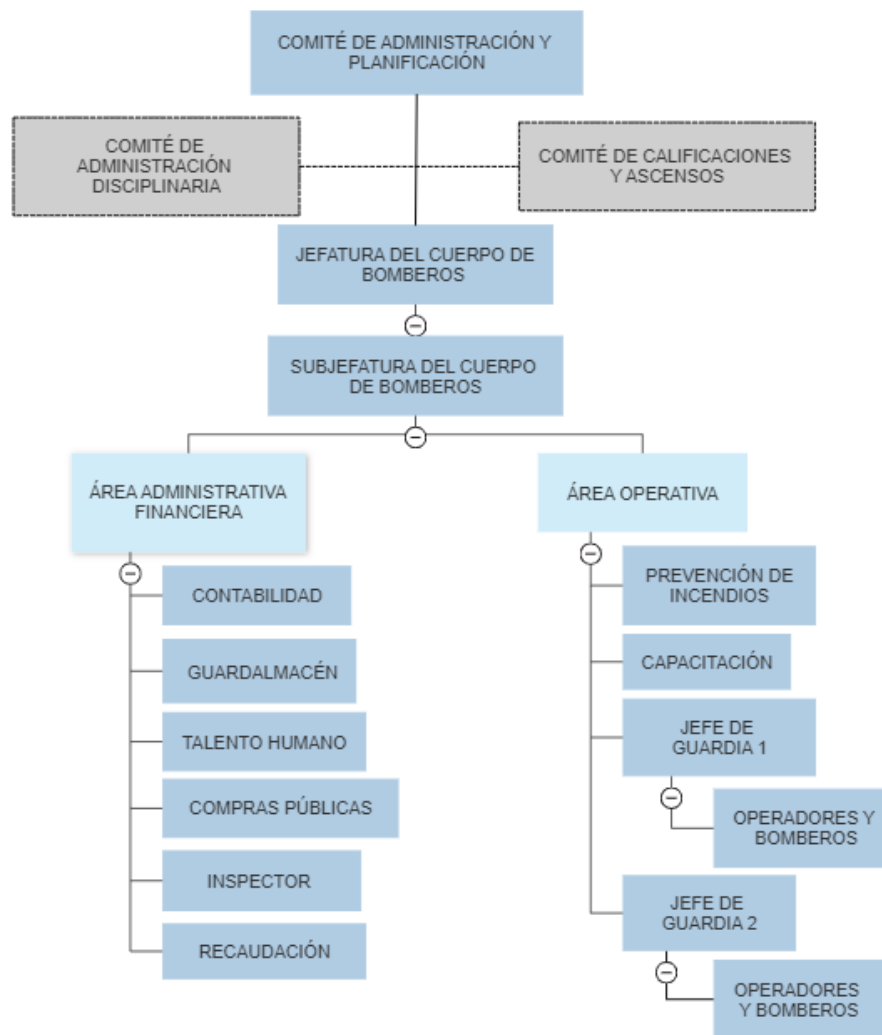 COMITÉ DE ADMINISTRACIÓN Y
PLANIFICACIÓN
COMITÉ DE
ADMINISTRACIÓN
DISCIPLINARIA
COMITÉ DE CALIFICACIONES
Y ASCENSOS
JEFATURA DEL CUERPO DE
BOMBEROS
SUBJEFATURA DEL CUERPO
DE BOMBEROS
ÁREA ADMINISTRATIVA
FINANCIERA
CONTABILIDAD
GUARDALMACÉN
TALENTO HUMANO
COMPRAS PÚBLICAS
INSPECTOR
RECAUDACIÓN
ÁREA OPERATIVA
PREVENCIÓN DE
INCENDIOS
CAPACITACIÓN
JEFE DE
GUARDIA 1
OPERADORES Y
BOMBEROS
JEFE DE
GUARDIA 2
OPERADORES
Y BOMBEROS